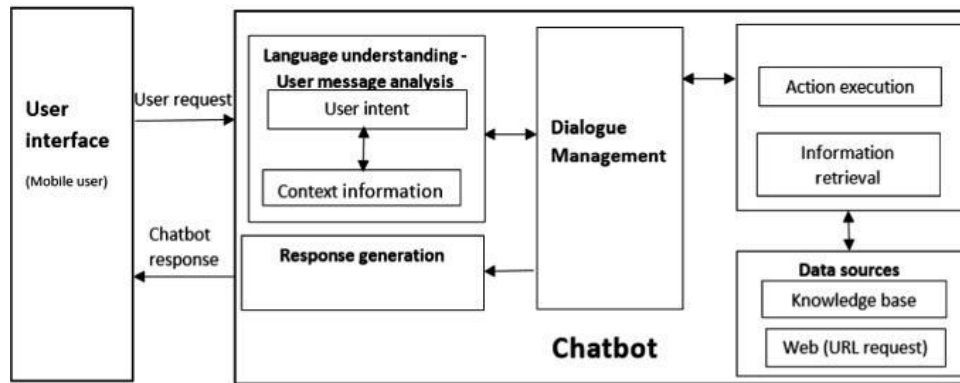 User
interface
(Mobile user)
User request
Chatbot
response
Language understanding -
User message analysis
User intent
Context information
Response generation
Dialogue
Management
Action execution
Information
retrieval
Data sources
Knowledge base
Web (URL request)
Chatbot